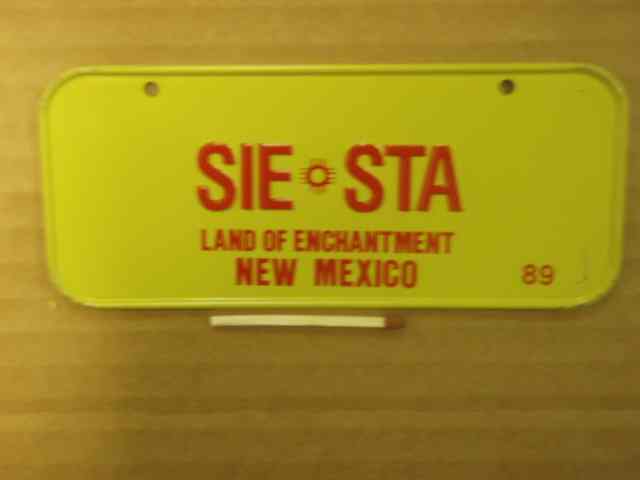 SIE STA
LAND OF ENCHANTMENT
NEW MEXICO
89